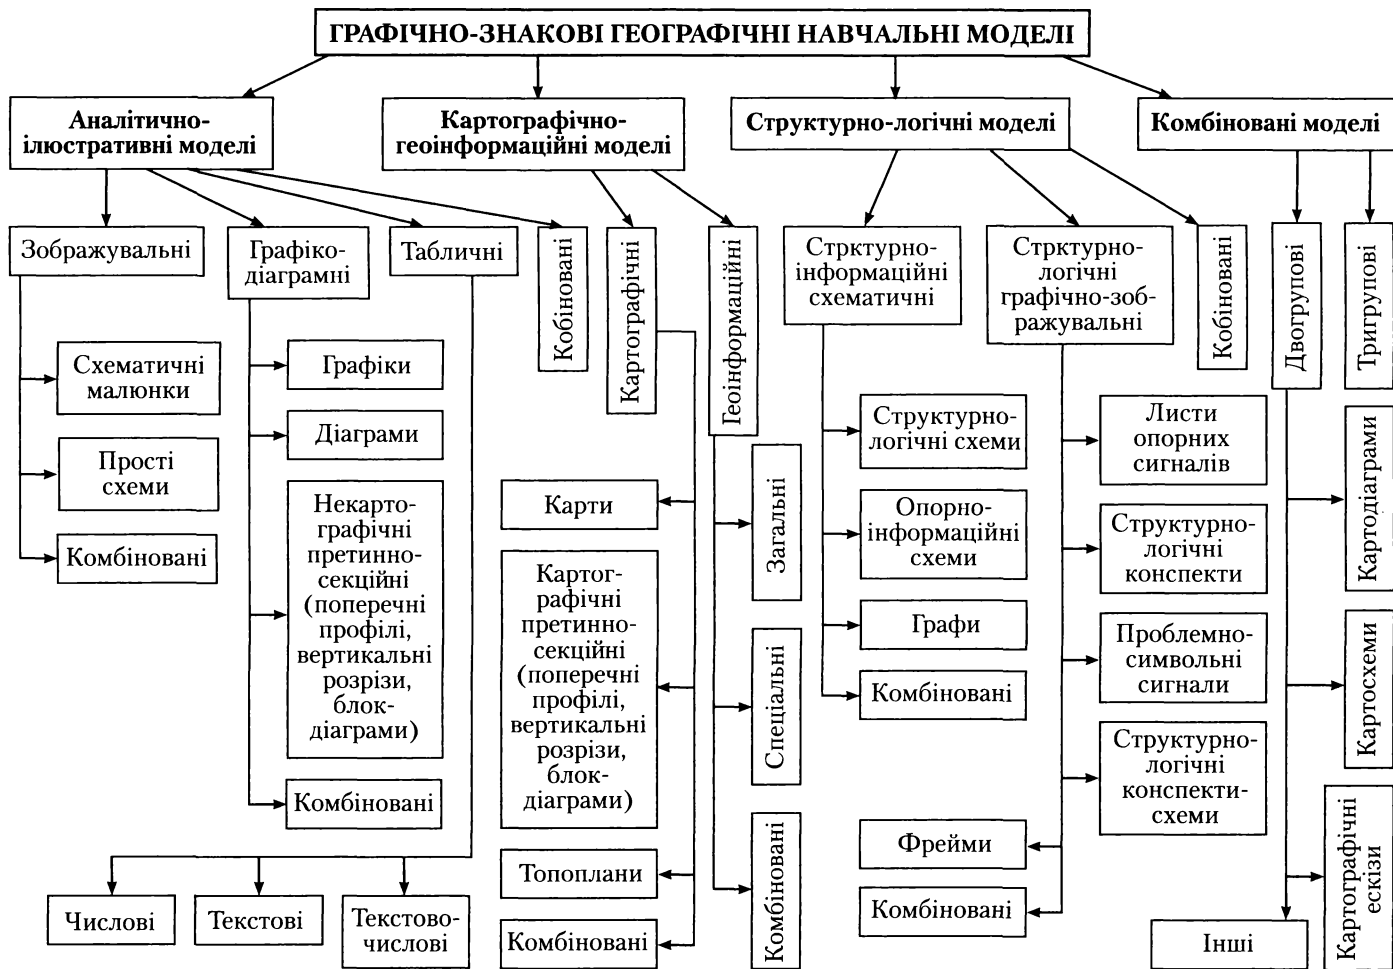 ГРАФІЧНО-ЗНАКОВІ ГЕОГРАФІЧНІ НАВЧАЛЬНІ МОДЕЛІ
Аналітично-
ілюстративні моделі
Картографічно-
геоінформаційні моделі
Структурно-логічні моделі
Комбіновані моделі
Зображувальні
Графіко-
діаграмні
Табличні
Кобіновані
Картографічні
Геоінформаційні
Стрктурно-
інформаційні
схематичні
Стрктурно-
логічні
графічно-зоб-
ражувальні
Кобіновані
Двогрупові
Тригрупові
Схематичні
малюнки
Прості
схеми
Комбіновані
Графіки
Діаграми
Некарто-
графічні
претинно-
секційні
(поперечні
профілі,
вертикальні
розрізи,
блок-
діаграми)
Комбіновані
Числові
Текстові
Текстово-
числові
Карти
Картог-
рафічні
претинно-
секційні
(поперечні
профілі,
вертикальні
розрізи,
блок-
діаграми)
Топоплани
Комбіновані
Загальні
Спеціальні
Комбіновані
Структурно-
логічні схеми
Опорно-
інформаційні
схеми
Графи
Комбіновані
Листи
опорних
сигналів
Структурно-
логічні
конспекти
Проблемно-
символьні
сигнали
Структурно-
логічні
конспекти-
схеми
Фрейми
Комбіновані
Картодіаграми
Картосхеми
Картографічні
ескізи
Інші